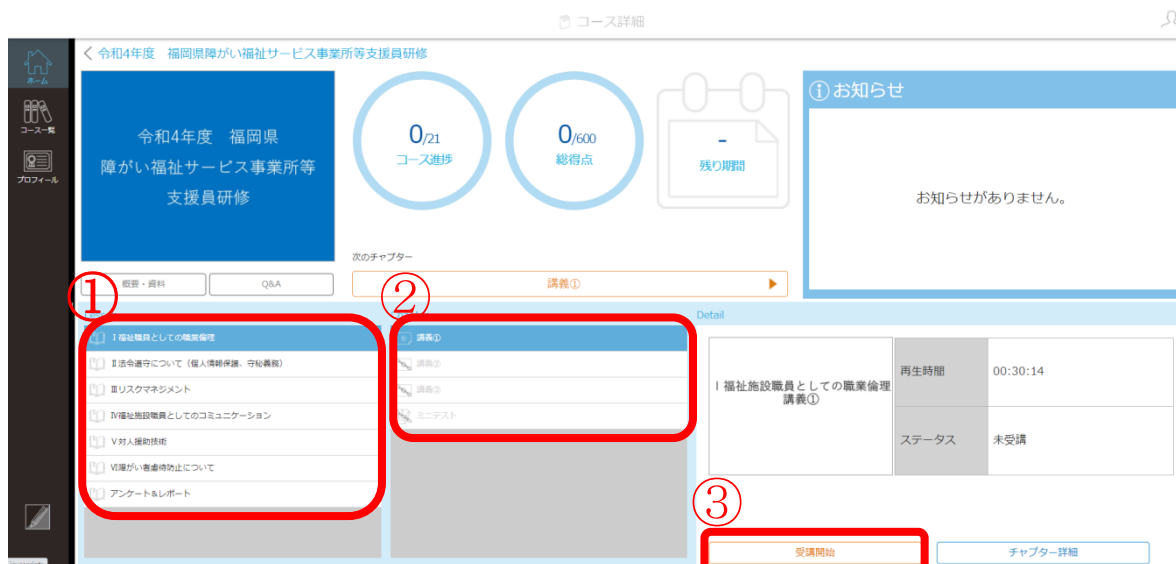 コース詳細
令和4年度　福岡県障がい福祉サービス事業所等支援員研修
ホーム
コース一覧
プロフィール
令和4年度　福岡県
障がい福祉サービス事業所等
支援員研修
0/21
コース進捗
0/600
総得点
-
残り期間
お知らせ
お知らせがありません。
次のチャプター
講義①
概要・資料
Q&A
①
②
Detail
Ⅰ福祉職員としての職業倫理
Ⅱ法令遵守について（個人情報保護、守秘義務）
Ⅲリスクマネジメント
Ⅳ福祉施設職員としてのコミュニケーション
Ⅴ対人援助技術
Ⅵ障がい者虐待防止について
アンケート＆レポート
講義①
講義②
講義③
ミニテスト
Ⅰ福祉施設職員としての職業倫理
講義①
再生時間
00:30:14
ステータス
未受講
③
受講開始
チャプター詳細